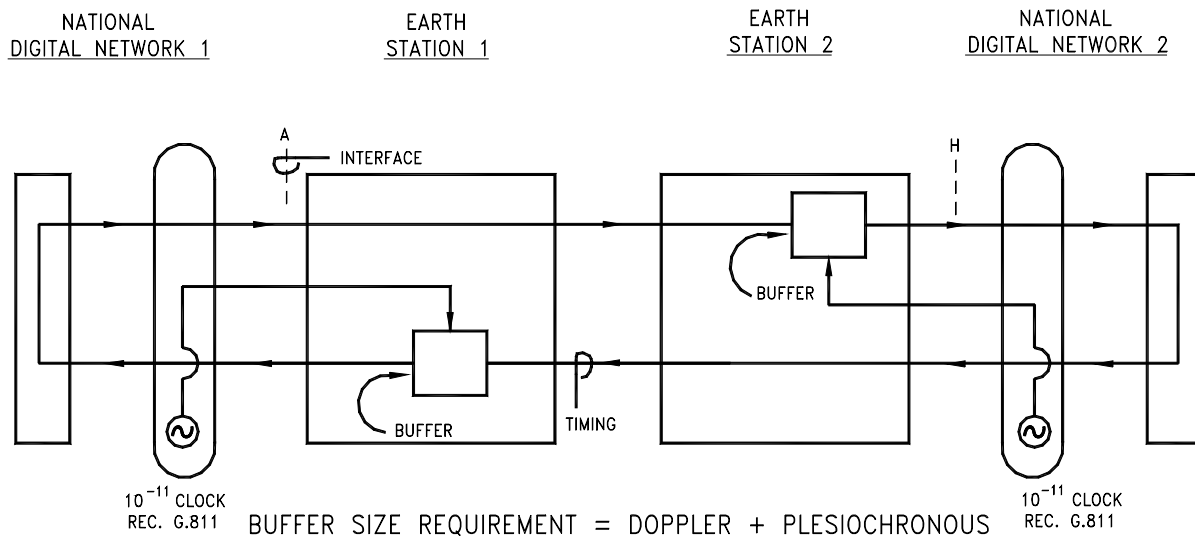 NATIONAL
DIGITAL NETWORK 1
EARTH
STATION 1
EARTH
STATION 2
NATIONAL
DIGITAL NETWORK 2
A
INTERFACE
H
BUFFER
BUFFER
TIMING
10⁻¹¹ CLOCK
REC. G.811
10⁻¹¹ CLOCK
REC. G.811
BUFFER SIZE REQUIREMENT = DOPPLER + PLESIOCHRONOUS